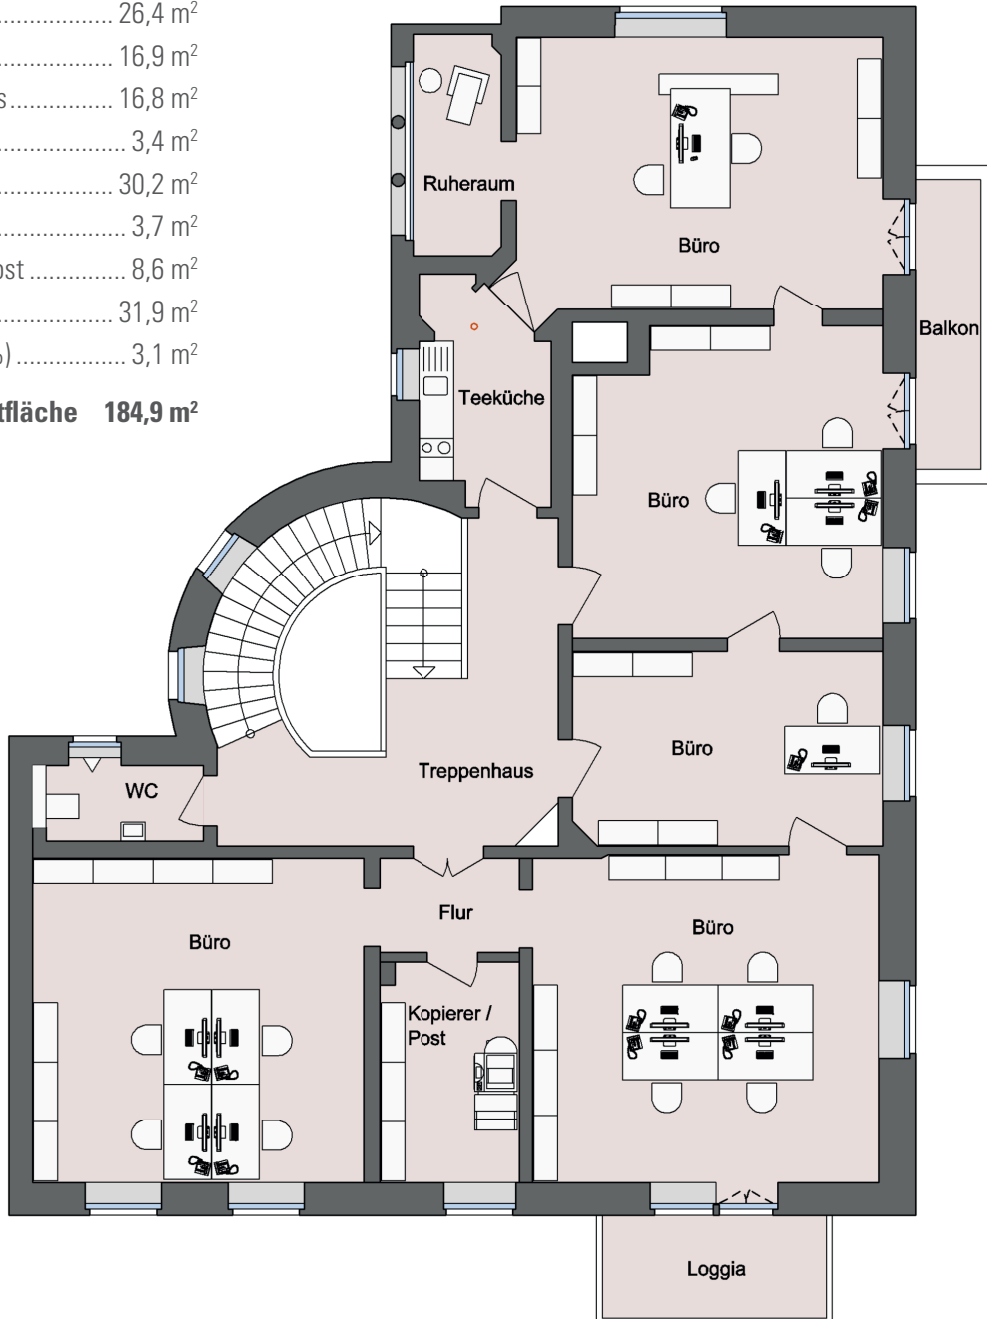 .................. 26,4 m²
.................. 16,9 m²
s ................. 16,8 m²
.................... 3,4 m²
.................. 30,2 m²
.................... 3,7 m²
ost ............... 8,6 m²
.................. 31,9 m²
) .................. 3,1 m²
tfläche 184,9 m²
Ruheraum
Büro
Balkon
Teeküche
Büro
Büro
Treppenhaus
WC
Flur
Büro
Büro
Kopierer /
Post
Loggia